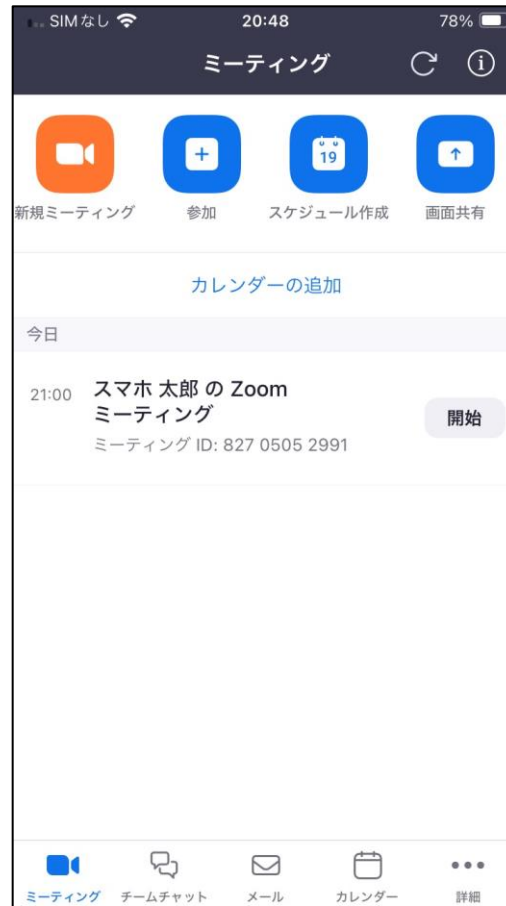 SIMなし 20:48 78%
ミーティング
19
新規ミーティング 参加 スケジュール作成 画面共有
カレンダーの追加
今日
21:00 スマホ 太郎 の Zoom
ミーティング 開始
ミーティング ID: 827 0505 2991
ミーティング チームチャット メール カレンダー 詳細